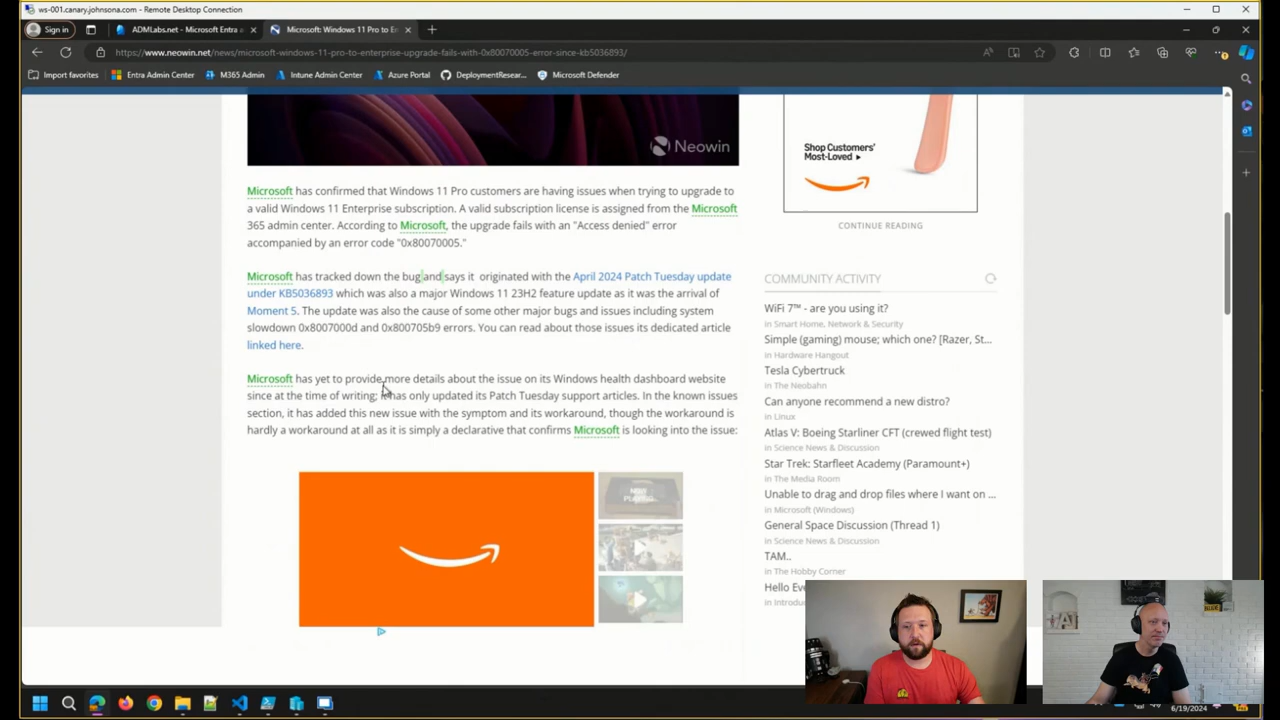 ws-001.canary.johnsona.com - Remote Desktop Connection
Sign in
ADMLabs.net - Microsoft Entra a
Microsoft: Windows 11 Pro to E
https://www.neowin.net/news/microsoft-windows-11-pro-to-enterprise-upgrade-fails-with-0x80070005-error-since-kb5036893/
Import favorites
Entra Admin Center
M365 Admin
Intune Admin Center
Azure Portal
DeploymentResear...
Microsoft Defender
Neowin
Shop Customers'
Most-Loved
CONTINUE READING
Microsoft has confirmed that Windows 11 Pro customers are having issues when trying to upgrade to
a valid Windows 11 Enterprise subscription. A valid subscription license is assigned from the Microsoft
365 admin center. According to Microsoft, the upgrade fails with an "Access denied" error
accompanied by an error code "0x80070005."
Microsoft has tracked down the bug and says it originated with the April 2024 Patch Tuesday update
under KB5036893 which was also a major Windows 11 23H2 feature update as it was the arrival of
Moment 5. The update was also the cause of some other major bugs and issues including system
slowdown 0x8007000d and 0x800705b9 errors. You can read about those issues its dedicated article
linked here.
Microsoft has yet to provide more details about the issue on its Windows health dashboard website
since at the time of writing; it has only updated its Patch Tuesday support articles. In the known issues
section, it has added this new issue with the symptom and its workaround, though the workaround is
hardly a workaround at all as it is simply a declarative that confirms Microsoft is looking into the issue:
NOW
PLAYING
COMMUNITY ACTIVITY
WiFi 7™ - are you using it?
in Smart Home, Network & Security
Simple (gaming) mouse; which one? [Razer, St...
in Hardware Hangout
Tesla Cybertruck
in The Neobahn
Can anyone recommend a new distro?
in Linux
Atlas V: Boeing Starliner CFT (crewed flight test)
in Science News & Discussion
Star Trek: Starfleet Academy (Paramount+)
in The Media Room
Unable to drag and drop files where I want on ...
in Microsoft (Windows)
General Space Discussion (Thread 1)
in Science News & Discussion
TAM..
in The Hobby Corner
Hello Ev
in Introdu
6/19/2024